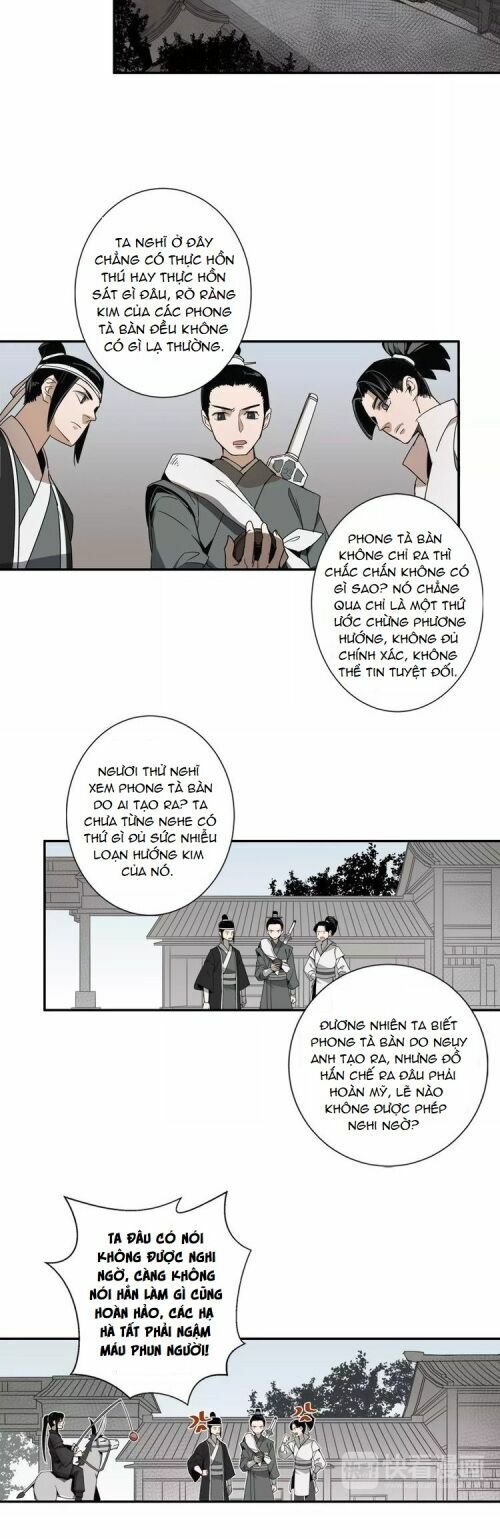 TA NGHĨ Ở ĐÂY
CHẲNG CÓ THỰC HỒN
THÚ HAY THỰC HỒN
SÁT GÌ ĐÂU, RÕ RÀNG
KIM CỦA CÁC PHONG
TÀ BÀN ĐỀU KHÔNG
CÓ GÌ LẠ THƯỜNG.
PHONG TÀ BÀN
KHÔNG CHỈ RA THÌ
CHẮC CHẮN KHÔNG CÓ
GÌ SAO? NÓ CHẲNG
QUA CHỈ LÀ MỘT THỨ
ƯỚC CHỪNG PHƯƠNG
HƯỚNG, KHÔNG ĐỦ
CHÍNH XÁC, KHÔNG
THỂ TIN TUYỆT ĐỐI.
NGƯƠI THỬ NGHĨ
XEM PHONG TÀ BÀN
DO AI TẠO RA? TA
CHƯA TỪNG NGHE CÓ
THỨ GÌ ĐỦ SỨC NHIỄU
LOẠN HƯỚNG KIM
CỦA NÓ.
ĐƯƠNG NHIÊN TA BIẾT
PHONG TÀ BÀN DO NGỤY
ANH TẠO RA, NHƯNG ĐỒ
HẮN CHẾ RA ĐÂU PHẢI
HOÀN MỸ, LẼ NÀO
KHÔNG ĐƯỢC PHÉP
NGHI NGỜ?
TA ĐÂU CÓ NÓI
KHÔNG ĐƯỢC NGHI
NGỜ, CÀNG KHÔNG
NÓI HẮN LÀM GÌ CŨNG
HOÀN HẢO, CÁC HẠ
HÀ TẤT PHẢI NGẬM
MÁU PHUN NGƯỜI!
快看漫画